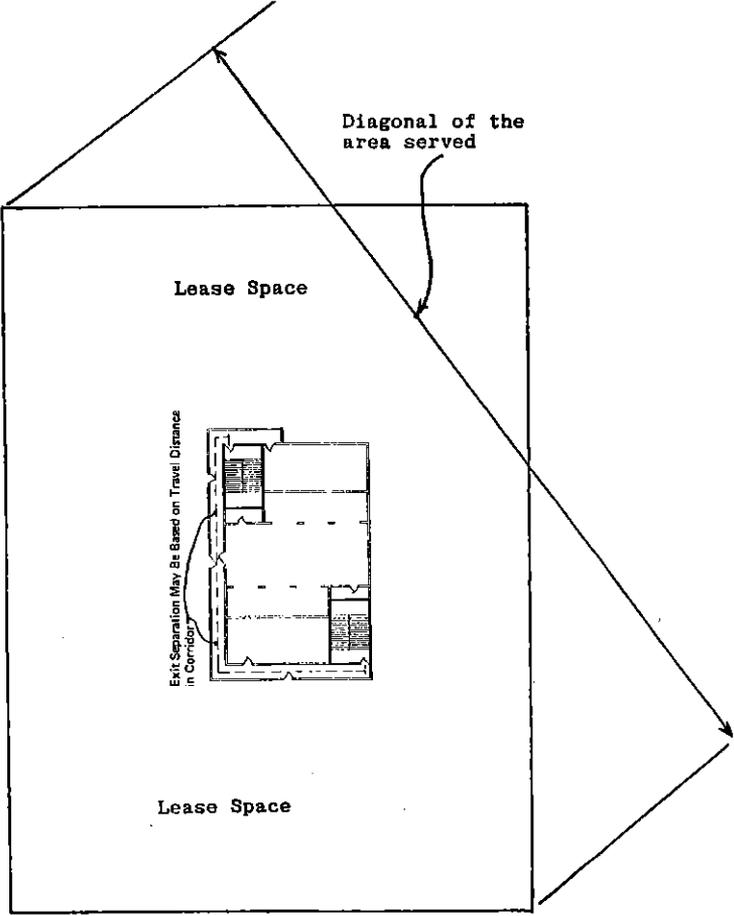 Diagonal of the
area served
Lease Space
Exit Separation May Be Based on Travel Distance
in Corridor
Lease Space